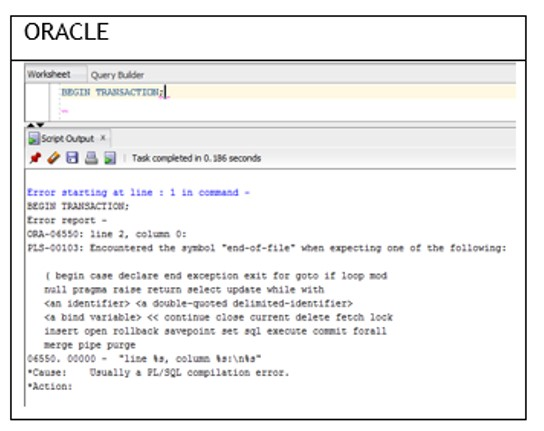 ORACLE
Worksheet Query Builder
BEGIN TRANSACTION;
Script Output ×
Task completed in 0.186 seconds
Error starting at line : 1 in command -
BEGIN TRANSACTION;
Error report -
ORA-06550: line 2, column 0:
PLS-00103: Encountered the symbol "end-of-file" when expecting one of the following:
( begin case declare end exception exit for goto if loop mod
null pragma raise return select update while with
<an identifier> <a double-quoted delimited-identifier>
<a bind variable> << continue close current delete fetch lock
insert open rollback savepoint set sql execute commit forall
merge pipe purge
06550. 00000 - "line %s, column %s:\n%s"
*Cause: Usually a PL/SQL compilation error.
*Action: